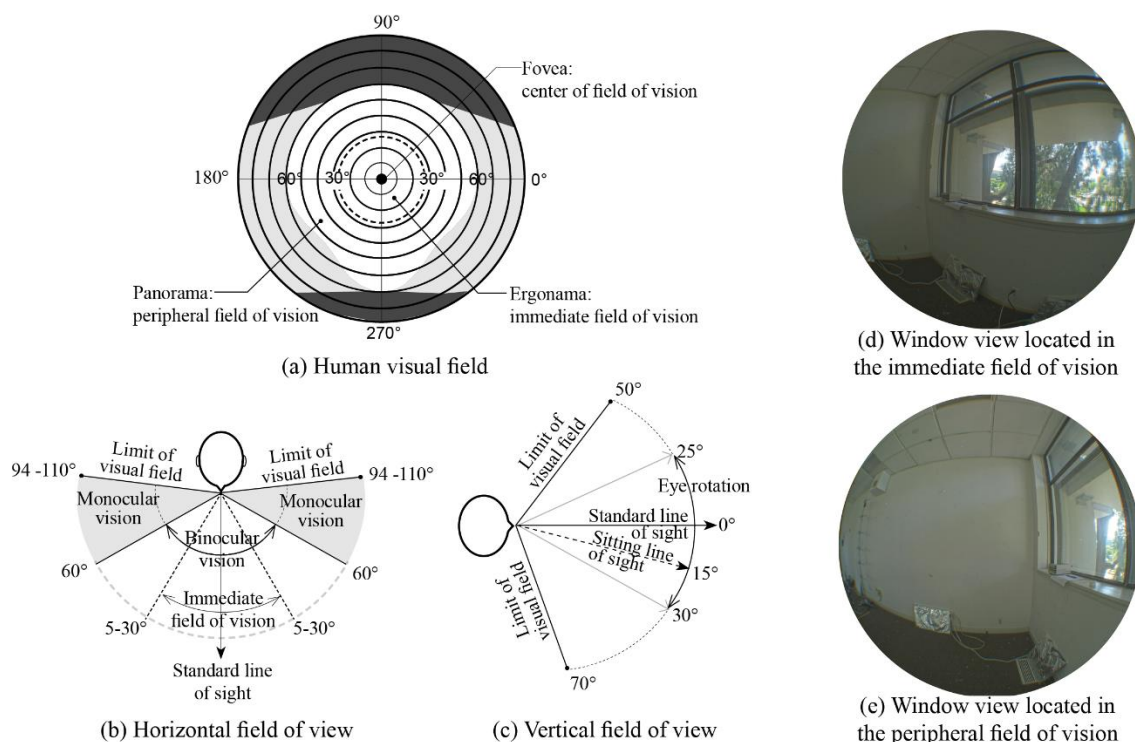 90°
Fovea:
center of field of vision
180°
60°
30°
30°
60°
0°
Panorama:
peripheral field of vision
Ergonama:
immediate field of vision
270°
(a) Human visual field
Limit of
visual field
Limit of
visual field
94 -110°
94 -110°
Monocular
vision
Monocular
vision
Binocular
vision
60°
60°
Immediate
field of vision
5-30°
5-30°
Standard line
of sight
(b) Horizontal field of view
50°
Limit of
visual field
25°
Eye rotation
Standard line
of sight
0°
Sitting line
of sight
15°
Limit of
visual field
30°
70°
(c) Vertical field of view
(d) Window view located in
the immediate field of vision
(e) Window view located in
the peripheral field of vision